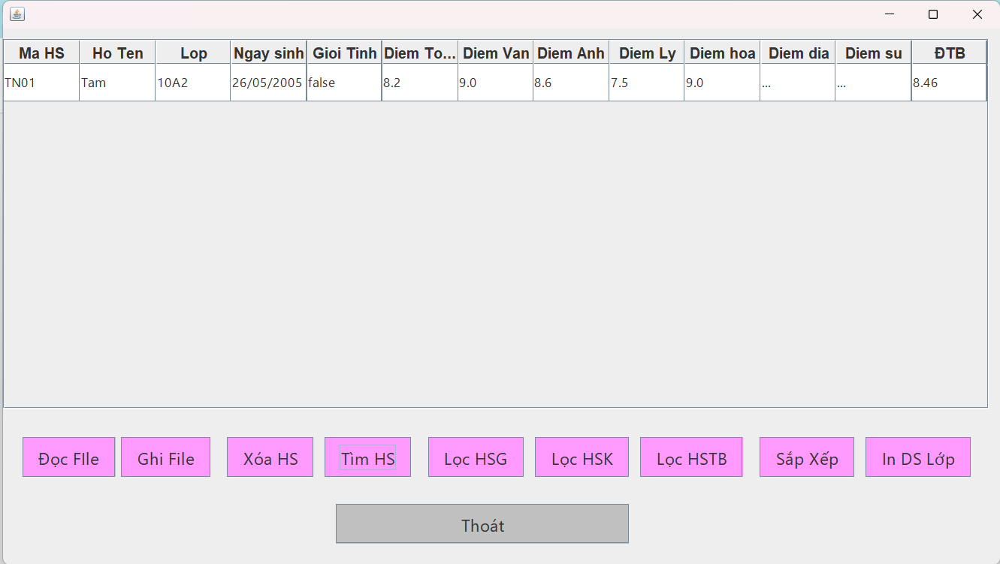 Ma HS Ho Ten Lop Ngay sinh Gioi Tinh Diem To... Diem Van Diem Anh Diem Ly Diem hoa Diem dia Diem su ĐTB
TN01 Tam 10A2 26/05/2005 false 8.2 9.0 8.6 7.5 9.0 ... ... 8.46
Đọc FIle Ghi File Xóa HS Tìm HS Lọc HSG Lọc HSK Lọc HSTB Sắp Xếp In DS Lớp
Thoát